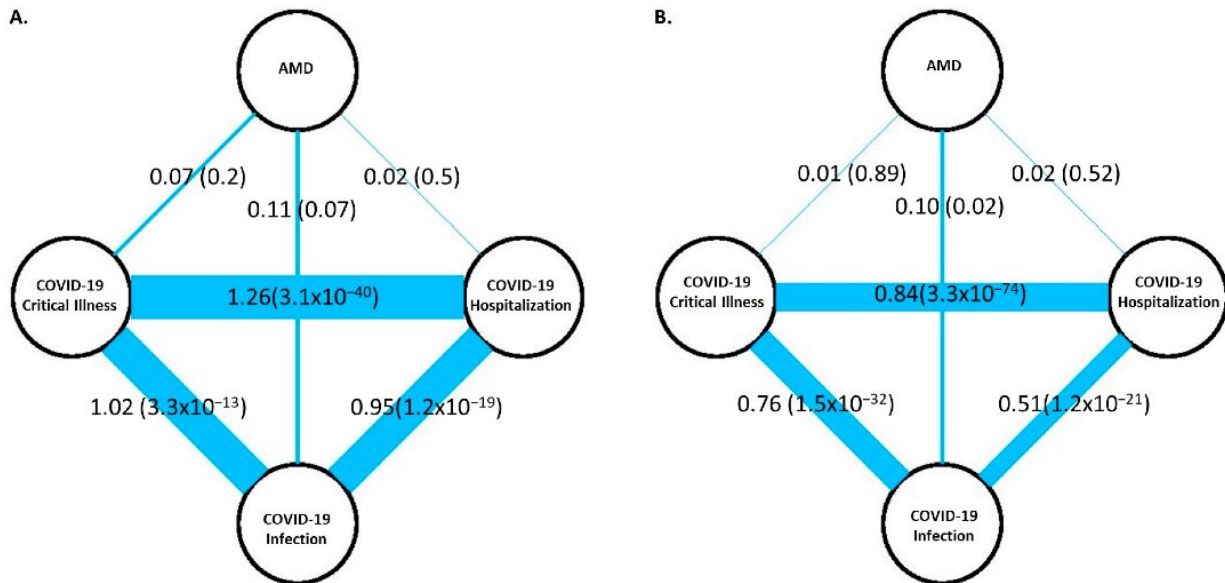 A.
AMD
0.07 (0.2)
0.02 (0.5)
0.11 (0.07)
COVID-19
Critical Illness
1.26(3.1x10⁻⁴⁰)
COVID-19
Hospitalization
1.02 (3.3x10⁻¹³)
0.95(1.2x10⁻¹⁹)
COVID-19
Infection
B.
AMD
0.01 (0.89)
0.02 (0.52)
0.10 (0.02)
COVID-19
Critical Illness
0.84(3.3x10⁻⁷⁴)
COVID-19
Hospitalization
0.76 (1.5x10⁻³²)
0.51(1.2x10⁻²¹)
COVID-19
Infection